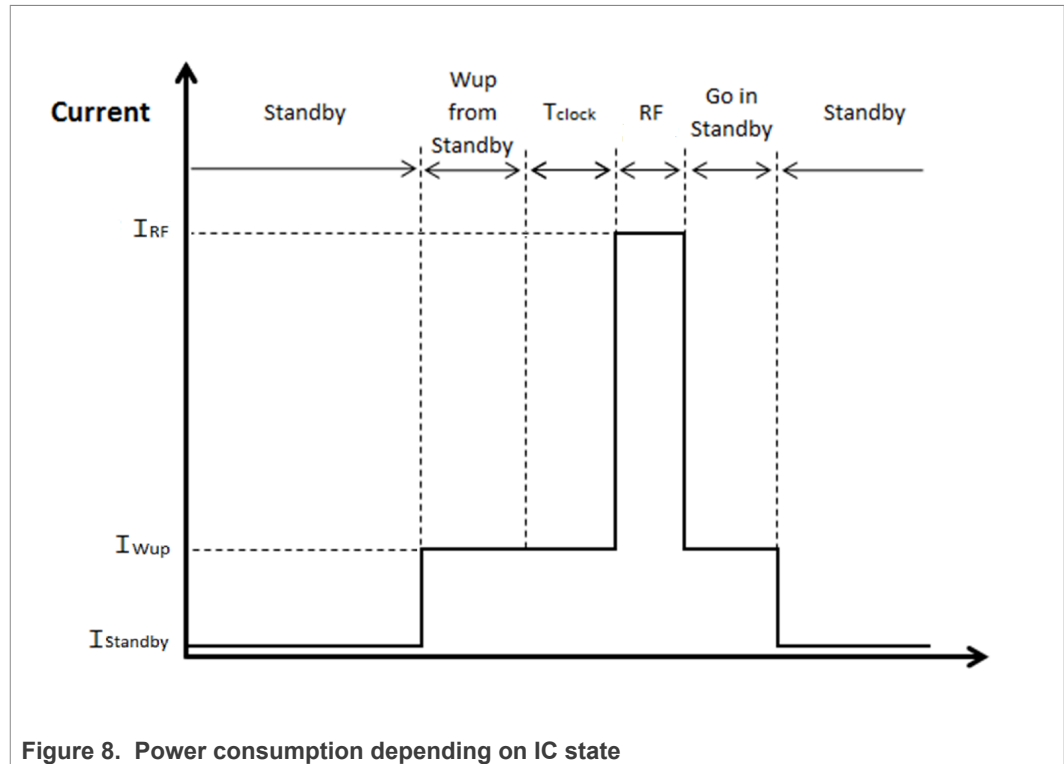 Current
Standby
Wup
from
Standby
Tclock
RF
Go in
Standby
Standby
IRF
IWup
IStandby
Figure 8. Power consumption depending on IC state